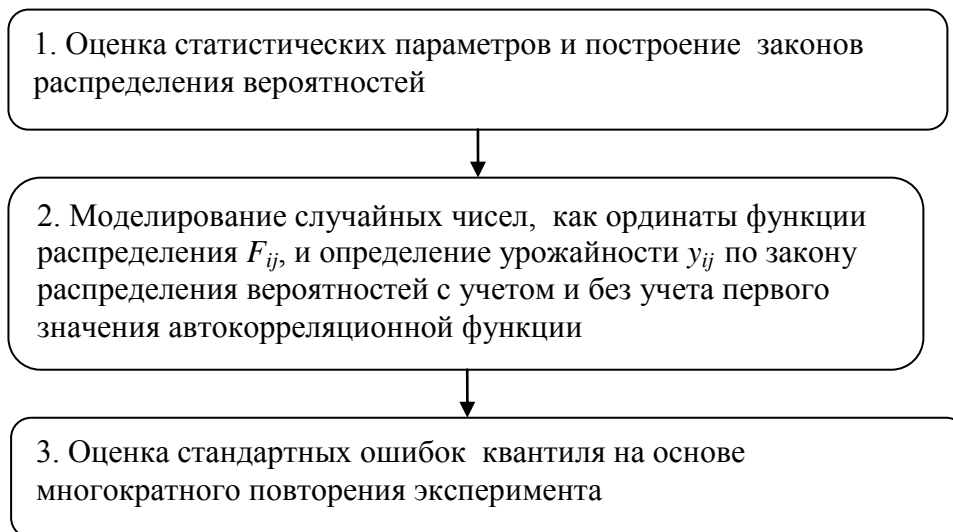 1. Оценка статистических параметров и построение законов
распределения вероятностей
2. Моделирование случайных чисел, как ординаты функции
распределения Fij, и определение урожайности yij по закону
распределения вероятностей с учетом и без учета первого
значения автокорреляционной функции
3. Оценка стандартных ошибок квантиля на основе
многократного повторения эксперимента